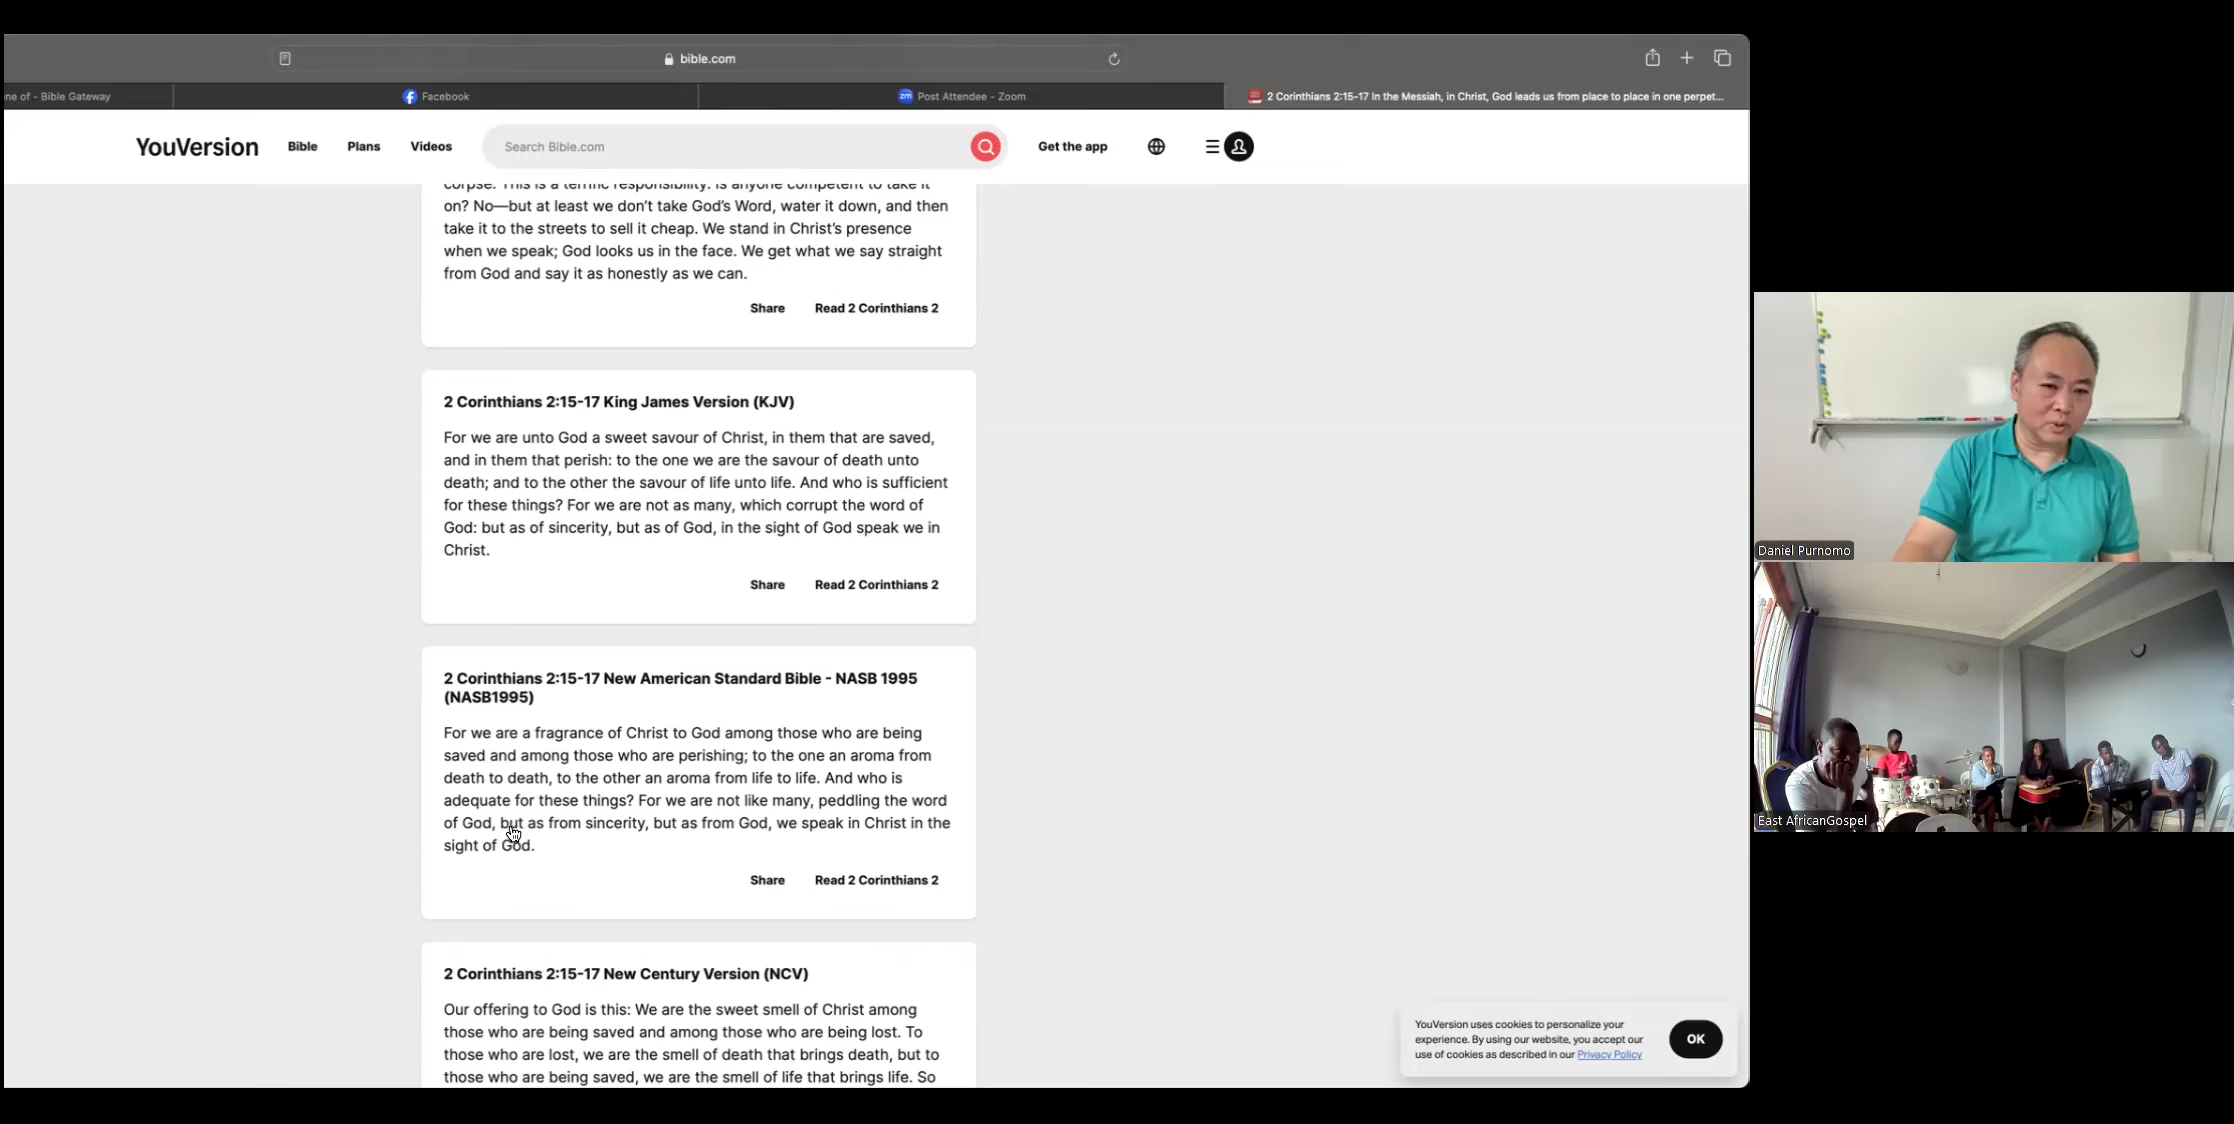 bible.com
ne of - Bible Gateway
Facebook
zm Post Attendee - Zoom
2 Corinthians 2:15-17 In the Messiah, in Christ, God leads us from place to place in one perpet...
YouVersion
Bible
Plans
Videos
Search Bible.com
Get the app
corpse. This is a terrific responsibility. Is anyone competent to take it
on? No—but at least we don't take God's Word, water it down, and then
take it to the streets to sell it cheap. We stand in Christ's presence
when we speak; God looks us in the face. We get what we say straight
from God and say it as honestly as we can.
Share
Read 2 Corinthians 2
2 Corinthians 2:15-17 King James Version (KJV)
For we are unto God a sweet savour of Christ, in them that are saved,
and in them that perish: to the one we are the savour of death unto
death; and to the other the savour of life unto life. And who is sufficient
for these things? For we are not as many, which corrupt the word of
God: but as of sincerity, but as of God, in the sight of God speak we in
Christ.
Share
Read 2 Corinthians 2
2 Corinthians 2:15-17 New American Standard Bible - NASB 1995
(NASB1995)
For we are a fragrance of Christ to God among those who are being
saved and among those who are perishing; to the one an aroma from
death to death, to the other an aroma from life to life. And who is
adequate for these things? For we are not like many, peddling the word
of God, but as from sincerity, but as from God, we speak in Christ in the
sight of God.
Share
Read 2 Corinthians 2
2 Corinthians 2:15-17 New Century Version (NCV)
Our offering to God is this: We are the sweet smell of Christ among
those who are being saved and among those who are being lost. To
those who are lost, we are the smell of death that brings death, but to
those who are being saved, we are the smell of life that brings life. So
YouVersion uses cookies to personalize your
experience. By using our website, you accept our
use of cookies as described in our Privacy Policy
OK
Daniel Purnomo
East AfricanGospel